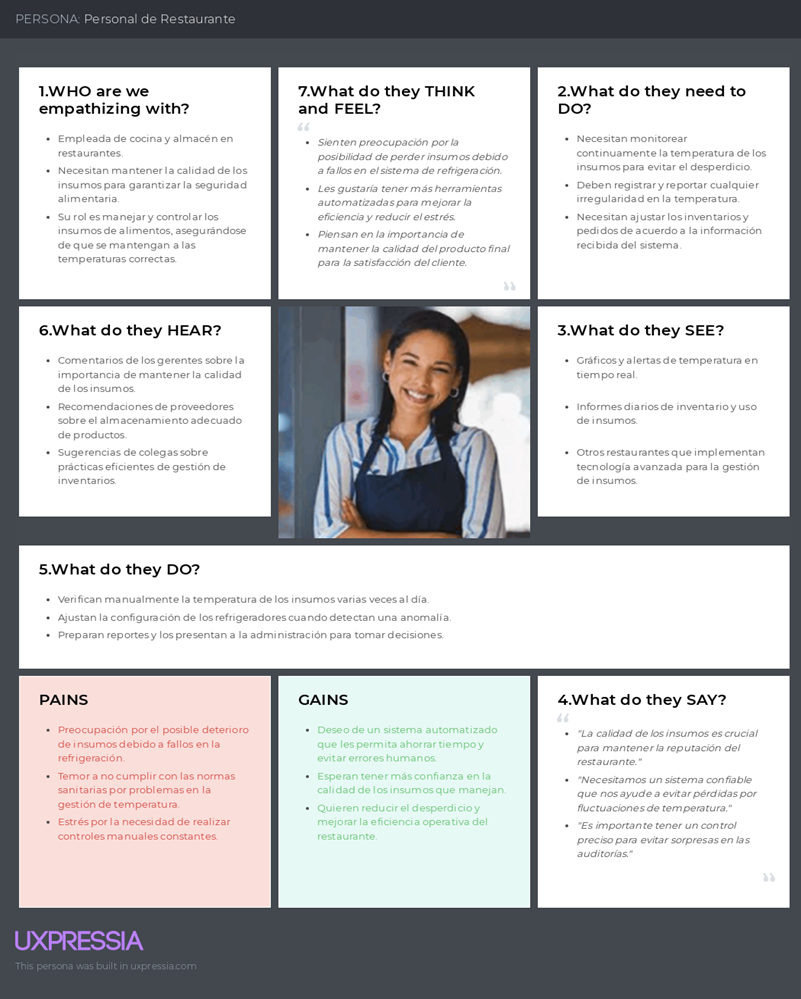 PERSONA: Personal de Restaurante
1.WHO are we
empathizing with?
Empleada de cocina y almacén en
restaurantes.
Necesitan mantener la calidad de los
insumos para garantizar la seguridad
alimentaria.
Su rol es manejar y controlar los
insumos de alimentos, asegurándose
de que se mantengan a las
temperaturas correctas.
7.What do they THINK
and FEEL?
“
Sienten preocupación por la
posibilidad de perder insumos debido
a fallos en el sistema de refrigeración.
Les gustaría tener más herramientas
automatizadas para mejorar la
eficiencia y reducir el estrés.
Piensan en la importancia de
mantener la calidad del producto final
para la satisfacción del cliente.
”
2.What do they need to
DO?
Necesitan monitorear
continuamente la temperatura de los
insumos para evitar el desperdicio.
Deben registrar y reportar cualquier
irregularidad en la temperatura.
Necesitan ajustar los inventarios y
pedidos de acuerdo a la información
recibida del sistema.
6.What do they HEAR?
Comentarios de los gerentes sobre la
importancia de mantener la calidad
de los insumos.
Recomendaciones de proveedores
sobre el almacenamiento adecuado
de productos.
Sugerencias de colegas sobre
prácticas eficientes de gestión de
inventarios.
3.What do they SEE?
Gráficos y alertas de temperatura en
tiempo real.
Informes diarios de inventario y uso
de insumos.
Otros restaurantes que implementan
tecnología avanzada para la gestión
de insumos.
5.What do they DO?
Verifican manualmente la temperatura de los insumos varias veces al día.
Ajustan la configuración de los refrigeradores cuando detectan una anomalía.
Preparan reportes y los presentan a la administración para tomar decisiones.
PAINS
Preocupación por el posible deterioro
de insumos debido a fallos en la
refrigeración.
Temor a no cumplir con las normas
sanitarias por problemas en la
gestión de temperatura.
Estrés por la necesidad de realizar
controles manuales constantes.
GAINS
Deseo de un sistema automatizado
que les permita ahorrar tiempo y
evitar errores humanos.
Esperan tener más confianza en la
calidad de los insumos que manejan.
Quieren reducir el desperdicio y
mejorar la eficiencia operativa del
restaurante.
4.What do they SAY?
“
"La calidad de los insumos es crucial
para mantener la reputación del
restaurante."
"Necesitamos un sistema confiable
que nos ayude a evitar pérdidas por
fluctuaciones de temperatura."
"Es importante tener un control
preciso para evitar sorpresas en las
auditorías."
”
UXPRESSIA
This persona was built in uxpressia.com